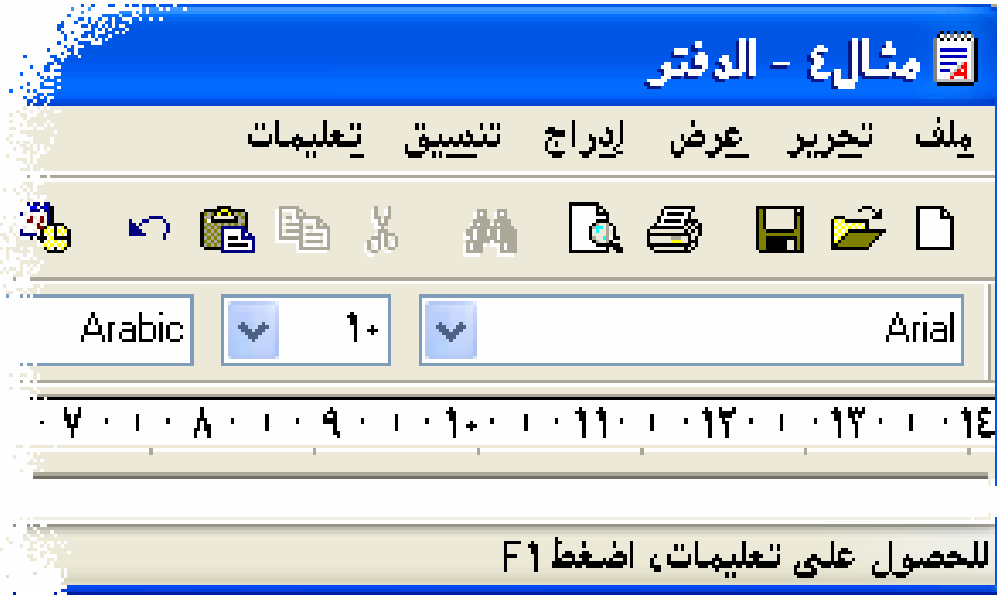 مثال٤ - الدفتر
ملف تحرير عرض إدراج تنسيق تعليمات
Arial ١٠ Arabic
١٤ ١٣ ١٢ ١١ ١٠ ٩ ٨ ٧
للحصول على تعليمات، اضغط F١